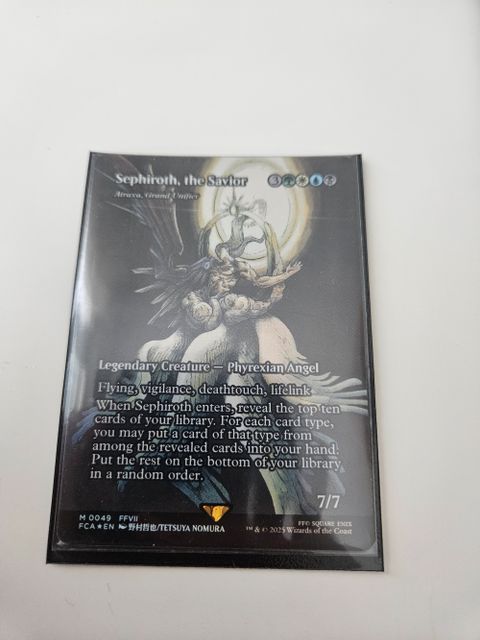 Sephiroth, the Savior 3
Atraxa, Grand Unifier
Legendary Creature — Phyrexian Angel
Flying, vigilance, deathtouch, lifelink
When Sephiroth enters, reveal the top ten
cards of your library. For each card type,
you may put a card of that type from
among the revealed cards into your hand.
Put the rest on the bottom of your library
in a random order.
7/7
M 0049 FFVII
FCA★EN 野村哲也/TETSUYA NOMURA
FF© SQUARE ENIX
™ & © 2025 Wizards of the Coast